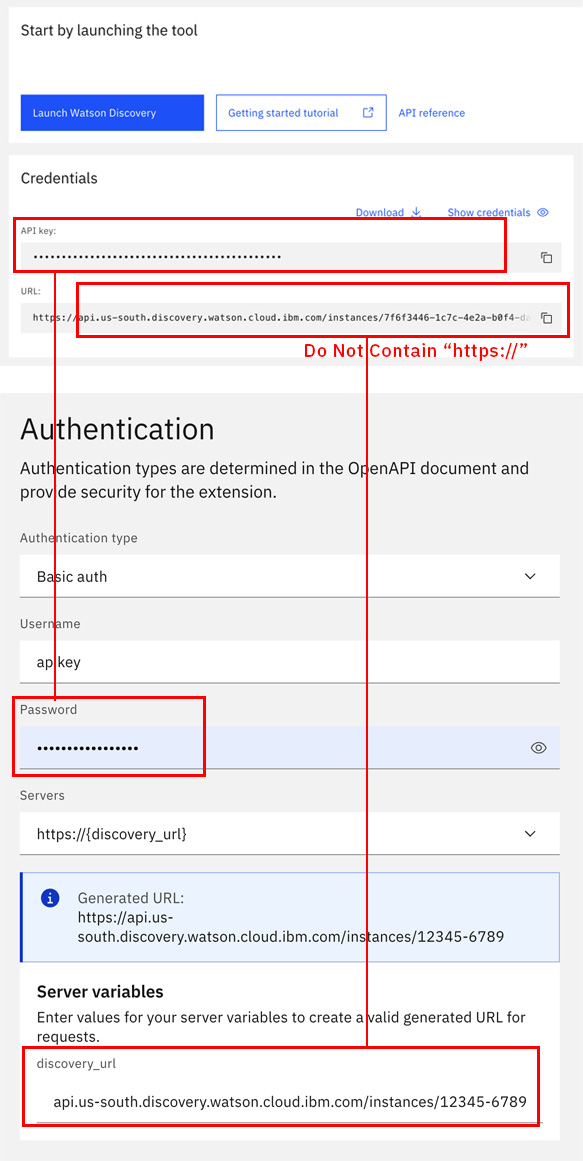 Start by launching the tool
Launch Watson Discovery
Getting started tutorial
API reference
Credentials
Download
Show credentials
API key:
••••••••••••••••••••••••••••••••••••••••••••
URL:
https://api.us-south.discovery.watson.cloud.ibm.com/instances/7f6f3446-1c7c-4e2a-b0f4-da
Do Not Contain “https://”
Authentication
Authentication types are determined in the OpenAPI document and
provide security for the extension.
Authentication type
Basic auth
Username
apikey
Password
•••••••••••••••••
Servers
https://{discovery_url}
Generated URL:
https://api.us-
south.discovery.watson.cloud.ibm.com/instances/12345-6789
Server variables
Enter values for your server variables to create a valid generated URL for
requests.
discovery_url
api.us-south.discovery.watson.cloud.ibm.com/instances/12345-6789